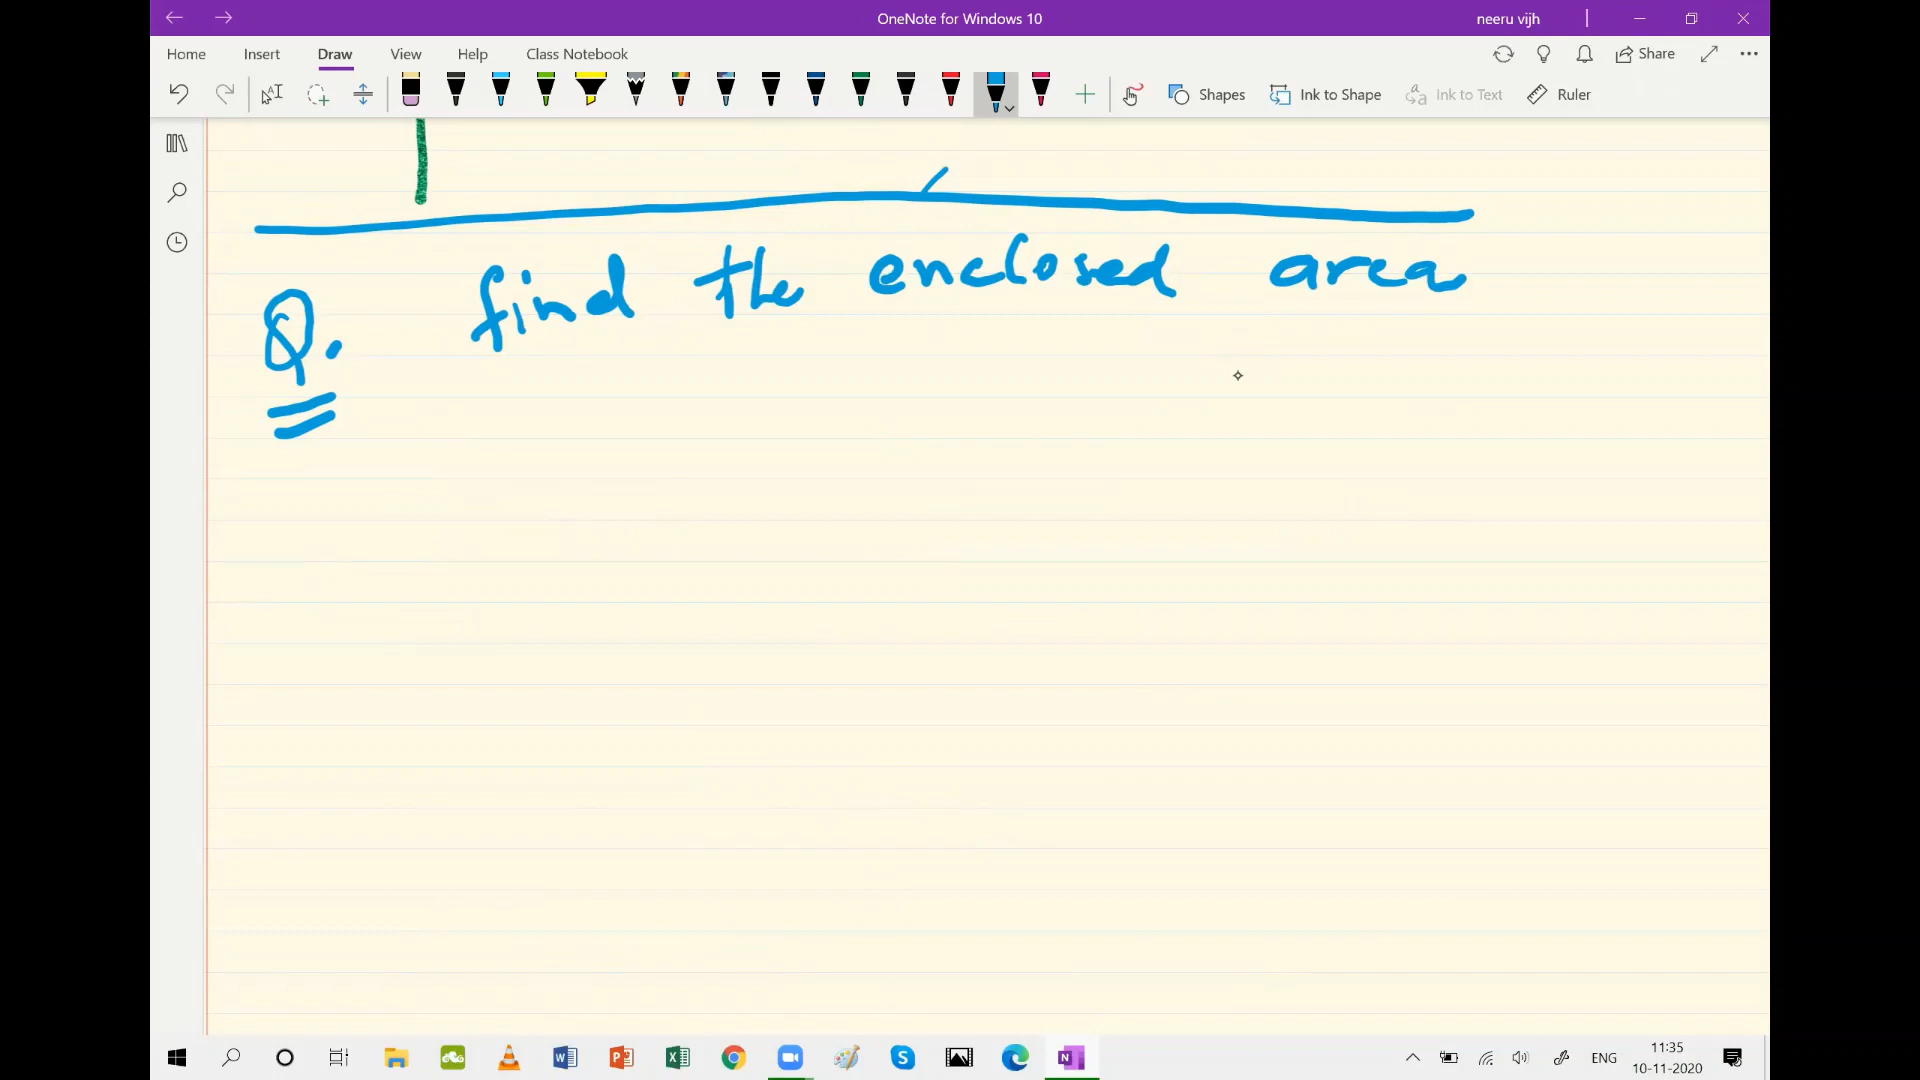 OneNote for Windows 10
neeru vijh
Home Insert Draw View Help Class Notebook
Share
Shapes Ink to Shape Ink to Text Ruler
find the enclosed area
Q.
ENG
11:35
10-11-2020